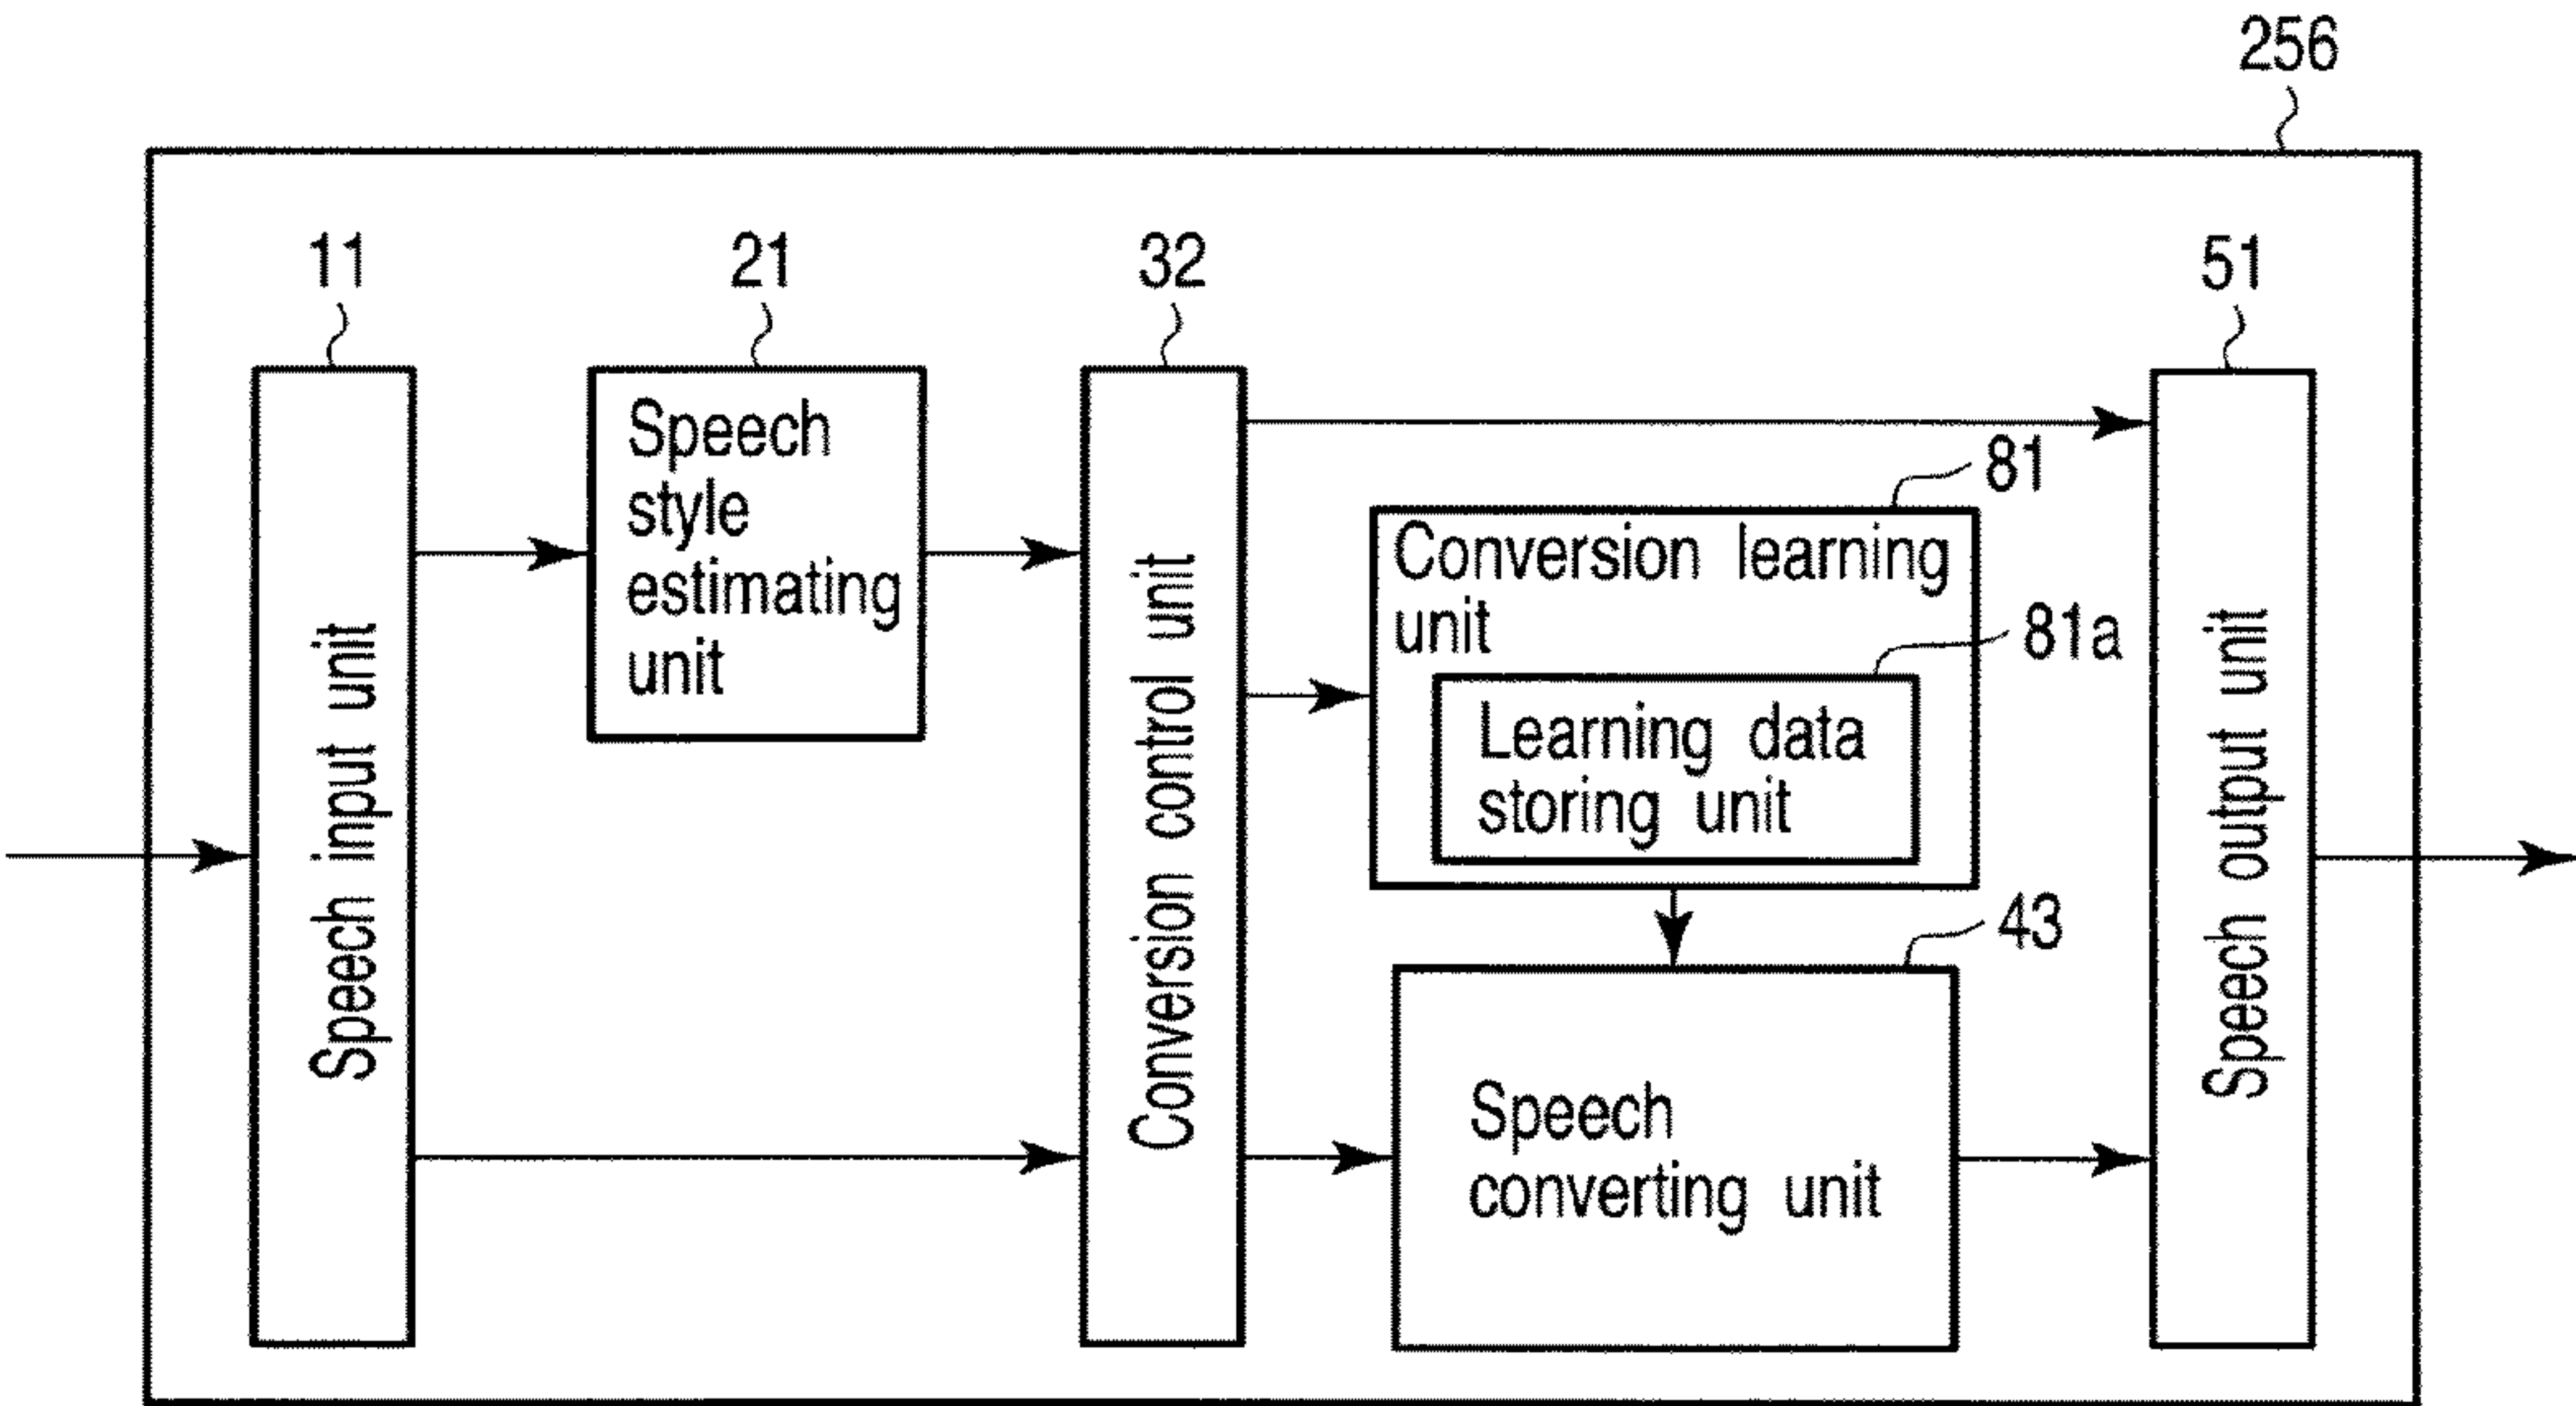 256
11
21
32
51
Speech
style
estimating
unit
81
Conversion learning
unit
81a
Learning data
storing unit
43
Speech
converting unit
Speech input unit
Conversion control unit
Speech output unit